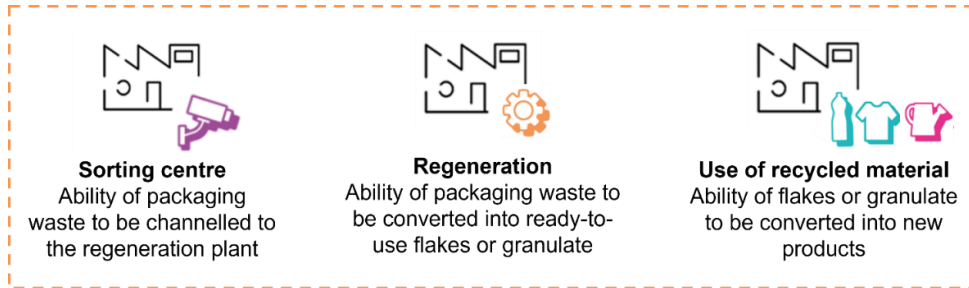 Sorting centre
Ability of packaging
waste to be channelled to
the regeneration plant
Regeneration
Ability of packaging waste to
be converted into ready-to-
use flakes or granulate
Use of recycled material
Ability of flakes or granulate
to be converted into new
products